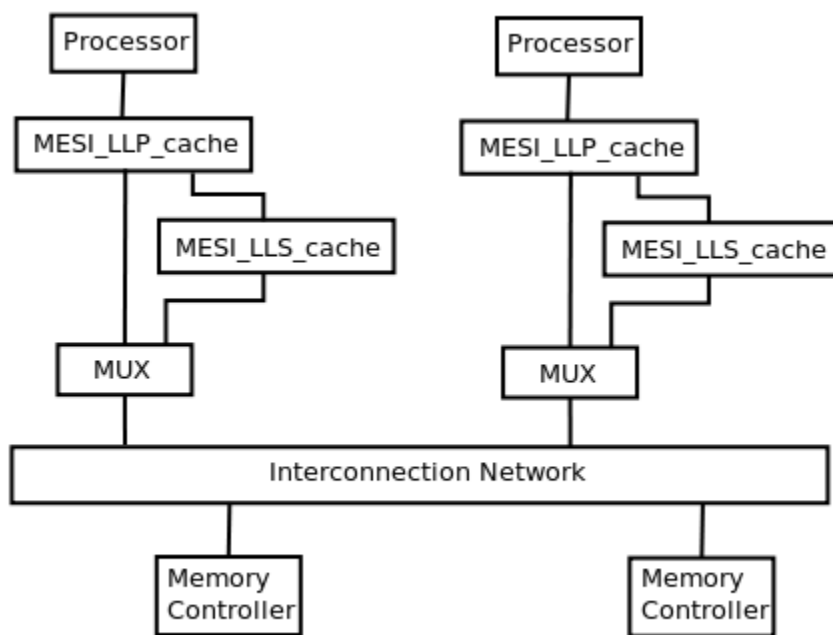 Processor
Processor
MESI_LLP_cache
MESI_LLP_cache
MESI_LLS_cache
MESI_LLS_cache
MUX
MUX
Interconnection Network
Memory
Controller
Memory
Controller